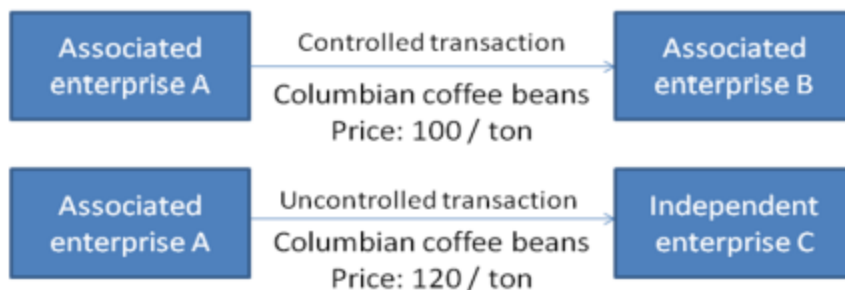 Associated
enterprise A
Controlled transaction
Columbian coffee beans
Price: 100 / ton
Associated
enterprise B
Associated
enterprise A
Uncontrolled transaction
Columbian coffee beans
Price: 120 / ton
Independent
enterprise C